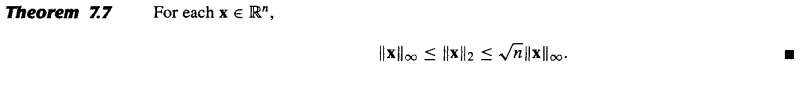 Theorem 7.7 For each x ∈ ℝⁿ,
‖x‖∞ ≤ ‖x‖₂ ≤ √n‖x‖∞. ■